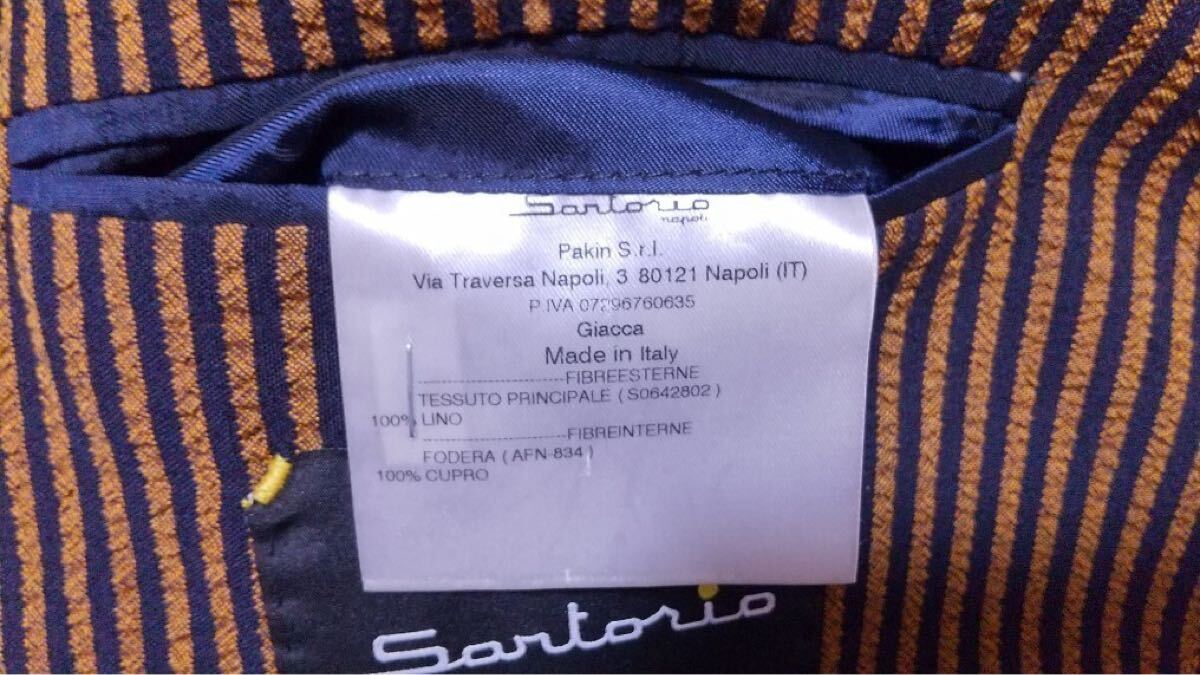 Sartorio
napoli
Pakin S.r.l.
Via Traversa Napoli, 3 80121 Napoli (IT)
P IVA 07296760635
Giacca
Made in Italy
--------------------------FIBREESTERNE
TESSUTO PRINCIPALE ( S0642802 )
100% LINO
--------------------------FIBREINTERNE
FODERA ( AFN-834 )
100% CUPRO
Sartorio